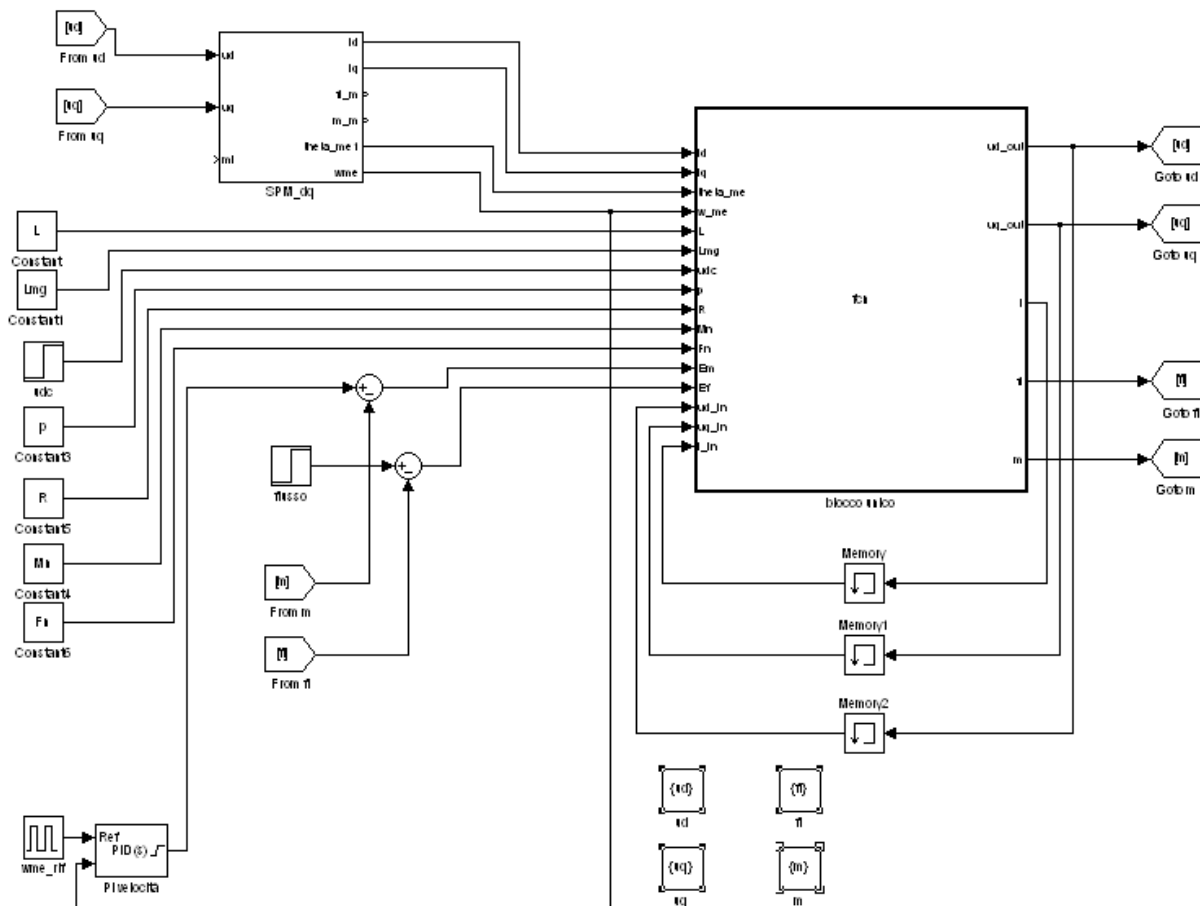 [ud]
From ud
[uq]
From uq
ud
uq
ml
Id
Iq
fl_m
m_m
theta_me1
wme
SPM_dq
L
Constant
Lmg
Constant1
udc
p
Constant3
R
Constant5
Mn
Constant4
Fn
Constant6
flusso
[m]
From m
[fl]
From fl
wme_rif
Ref
PID(s)
PI velocità
Id
Iq
theta_me
w_me
L
Lmg
udc
p
R
Mn
Fn
Em
Ef
ud_in
uq_in
I_in
fcn
ud_out
uq_out
I
fl
m
blocco unico
[ud]
Goto ud
[uq]
Goto uq
[fl]
Goto fl
[m]
Goto m
Memory
Memory1
Memory2
{ud}
ud
{fl}
fl
{uq}
uq
{m}
m